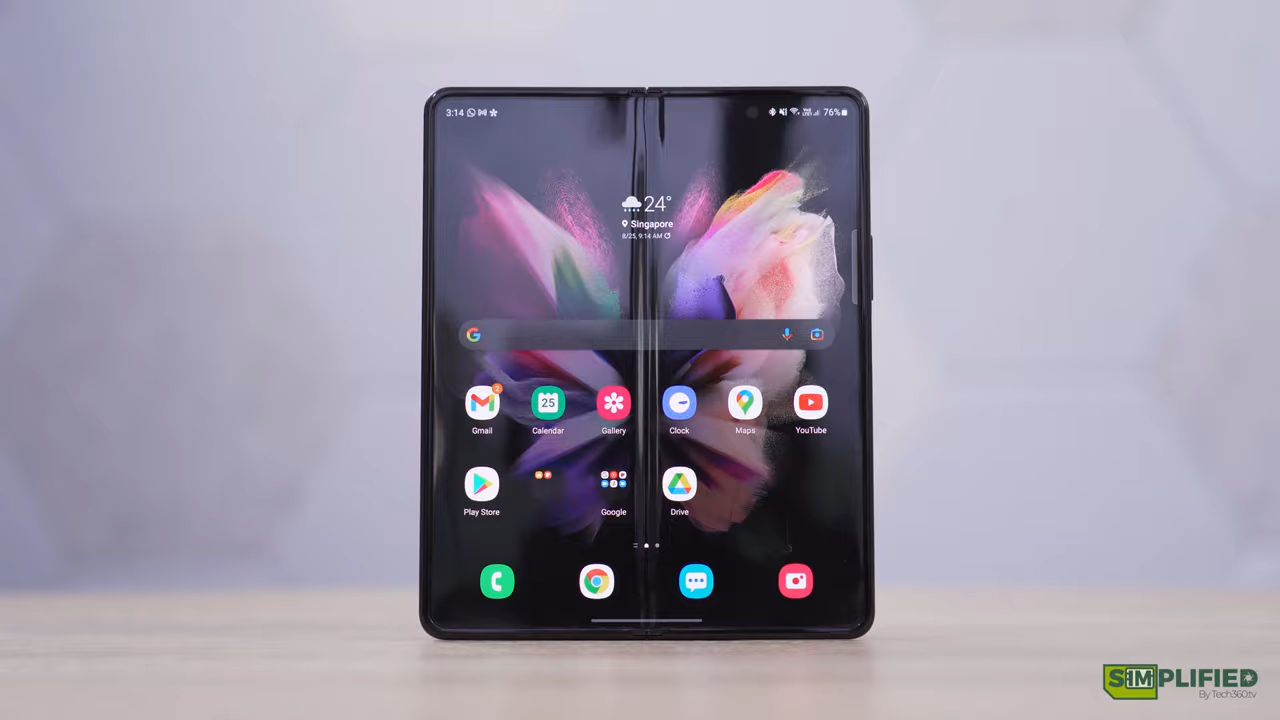 3:14
76%
24°
Singapore
8/25, 9:14 AM
25
2
Gmail
Calendar
Gallery
Clock
Maps
YouTube
Play Store
Google
Drive
SIMPLIFIED
By Tech360.tv